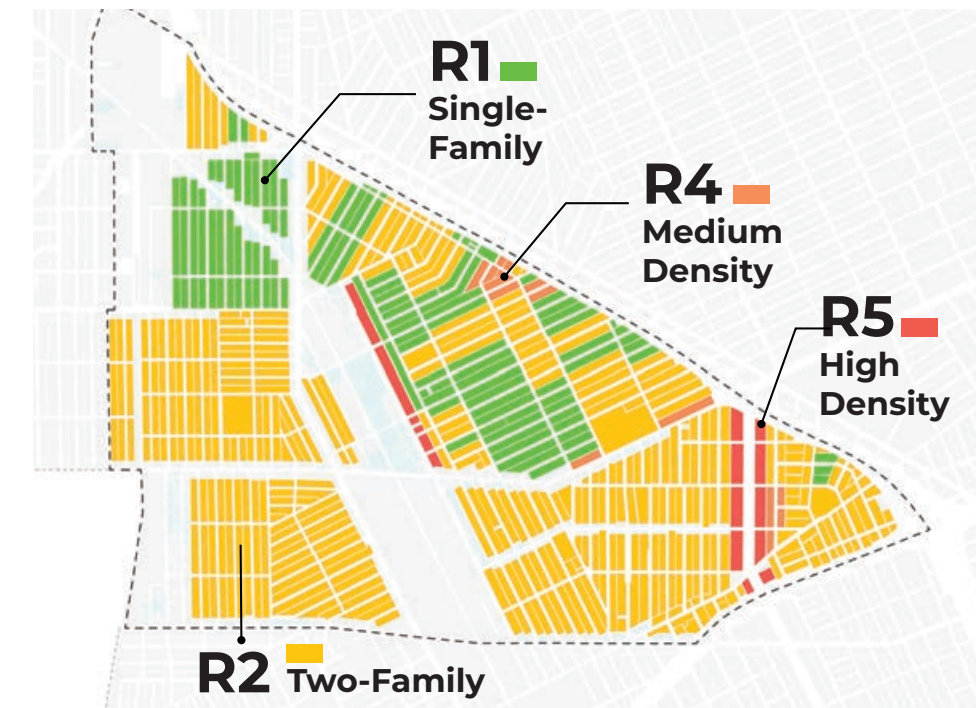 R1
Single-
Family
R4
Medium
Density
R5
High
Density
R2 Two-Family